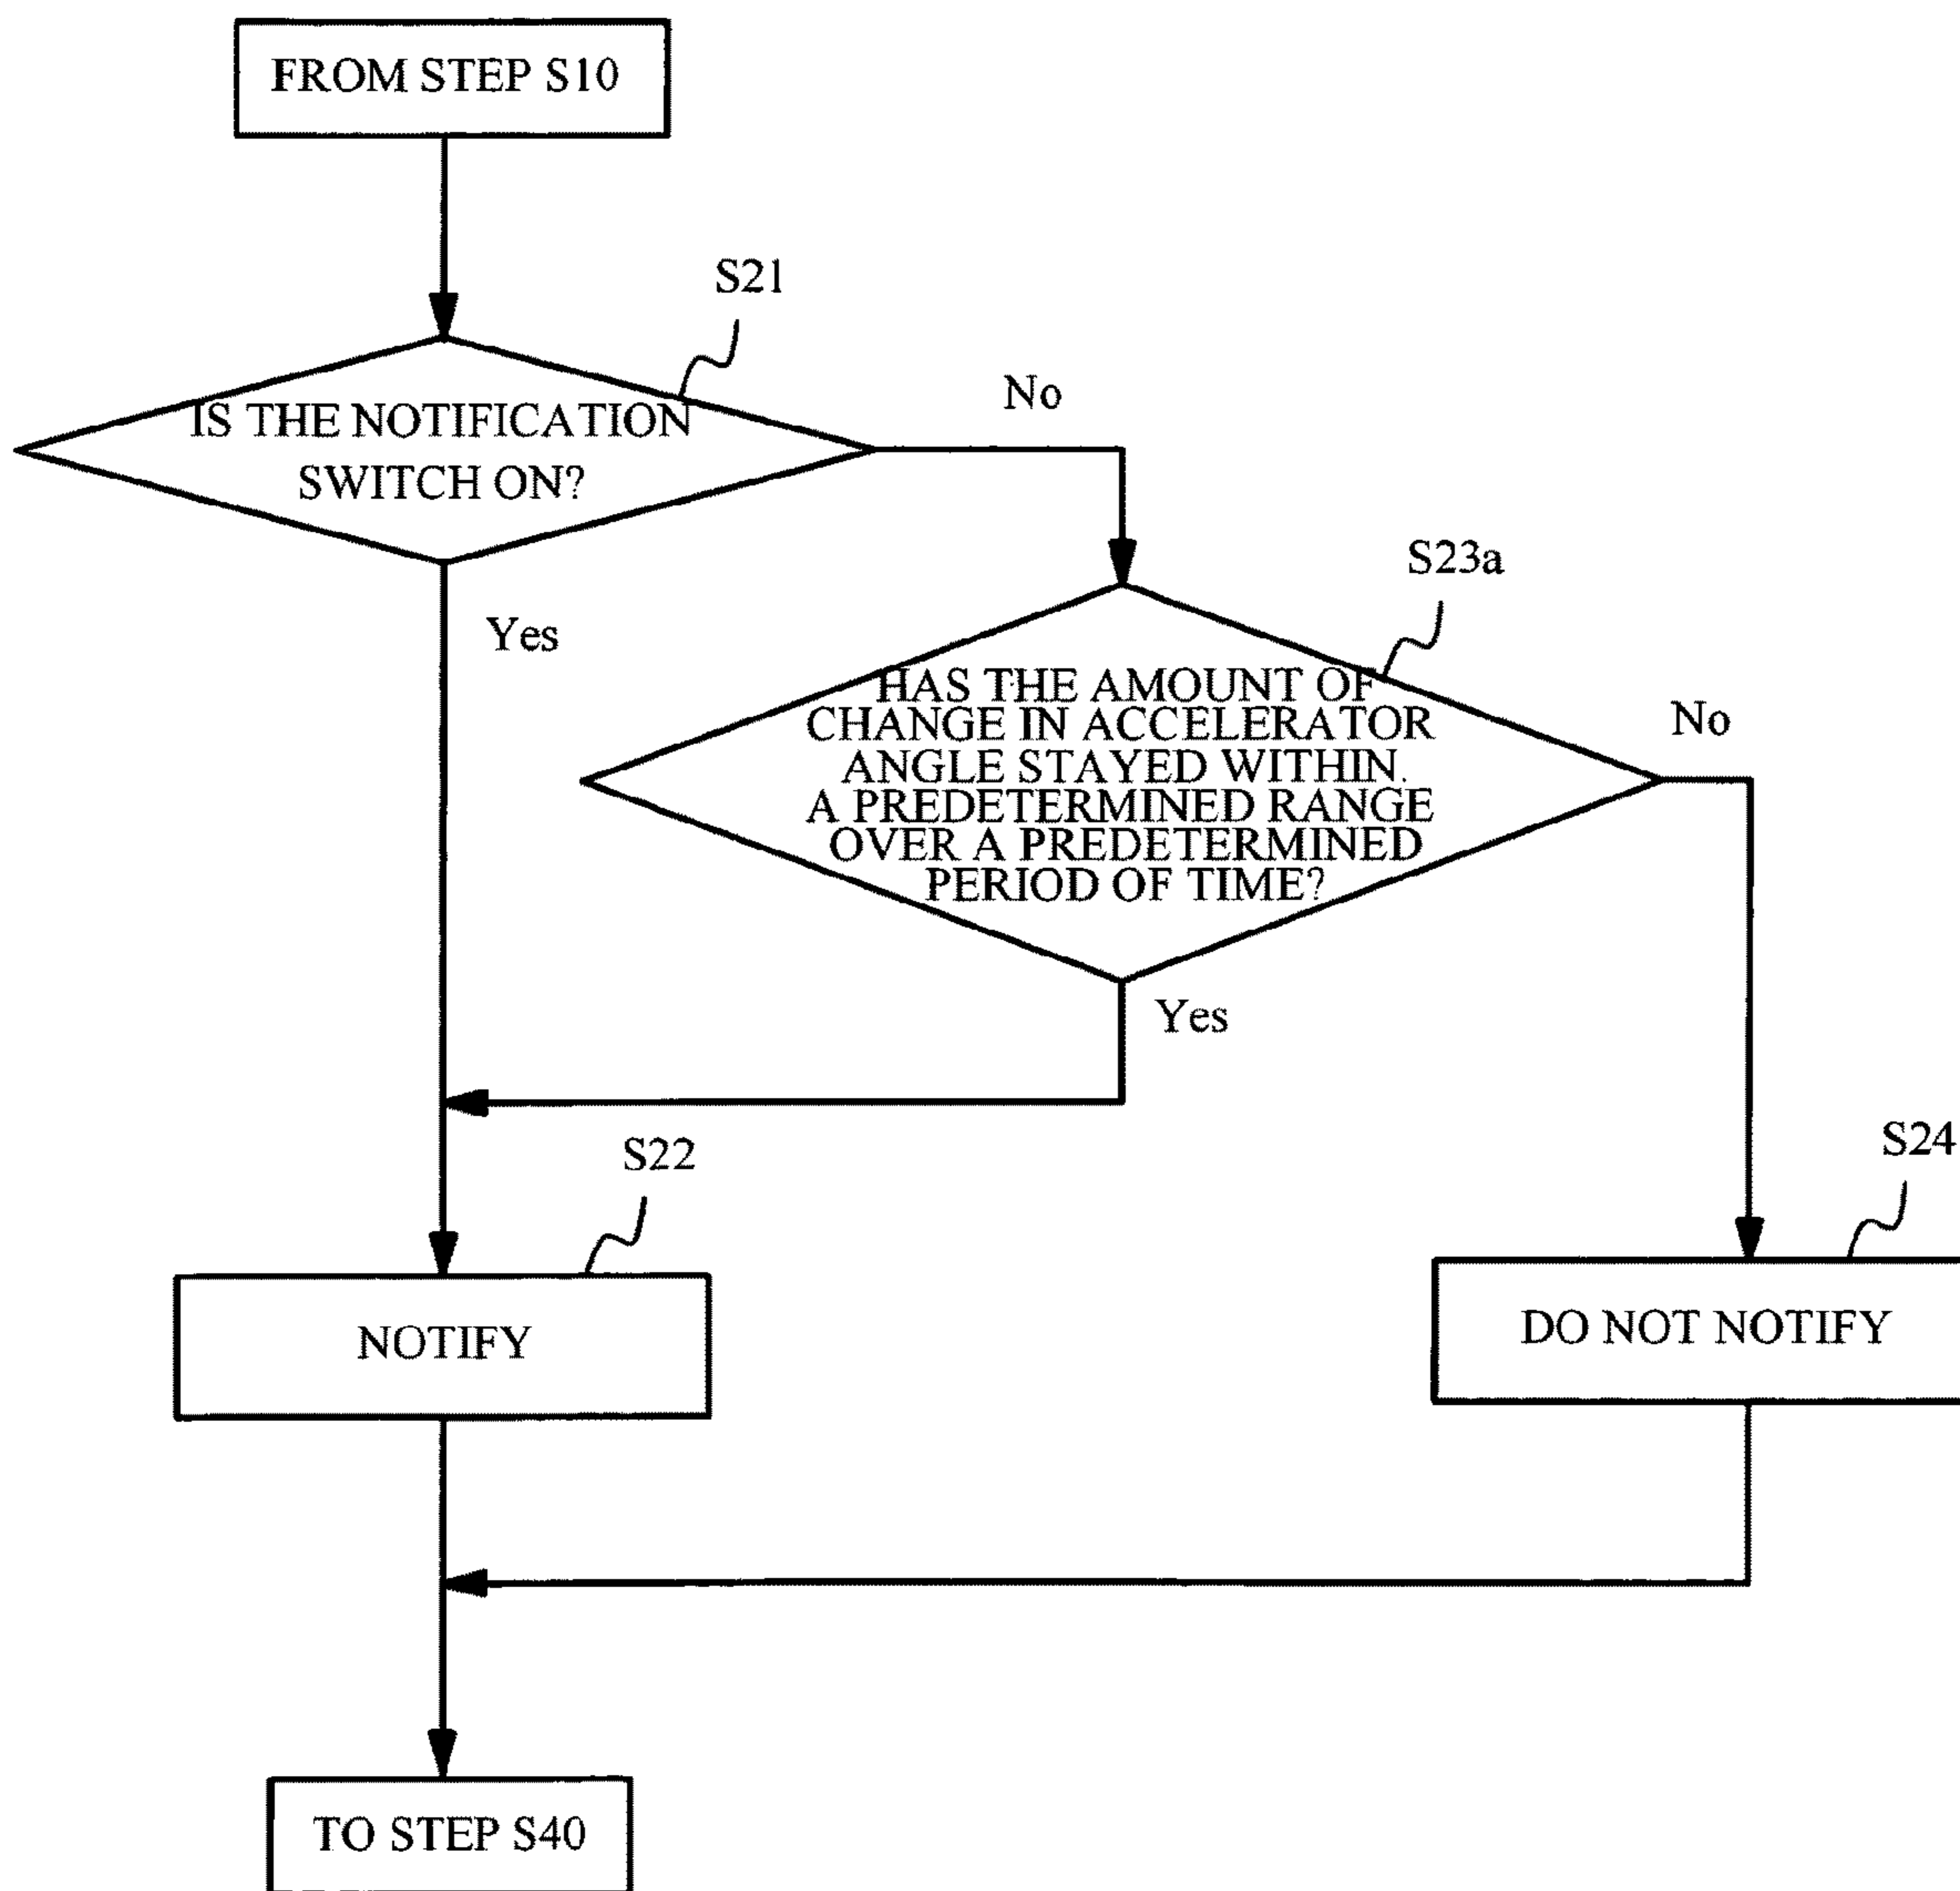 FROM STEP S10
S21
IS THE NOTIFICATION
SWITCH ON?
No
Yes
S23a
HAS THE AMOUNT OF
CHANGE IN ACCELERATOR
ANGLE STAYED WITHIN.
A PREDETERMINED RANGE
OVER A PREDETERMINED
PERIOD OF TIME?
No
Yes
S22
NOTIFY
S24
DO NOT NOTIFY
TO STEP S40